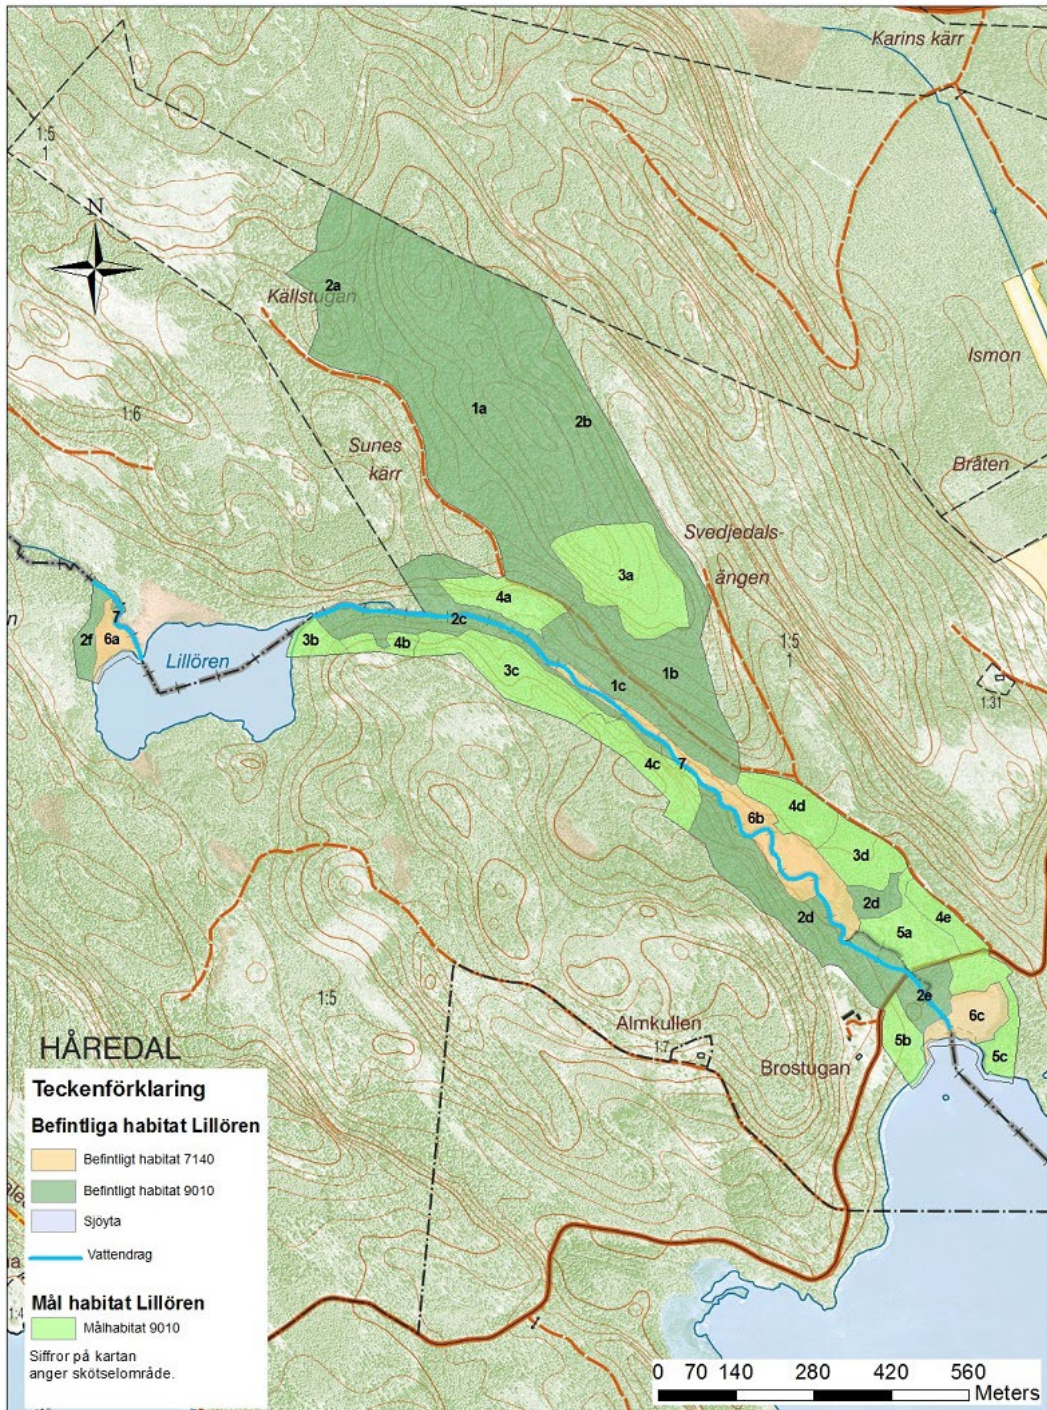 Karins kärr
1:5
1
N
2a
Källstugan
Ismon
1:6
1a
2b
Sunes
kärr
Bråten
Svedjedals-
ängen
3a
4a
7
2c
2f
6a
3b
4b
1:5
1
Lillören
3c
1c
1b
1:31
4c
7
6b
4d
3d
2d
2d
4e
5a
2e
1:5
6c
Almkullen
1:7
5b
5c
HÅREDAL
Brostugan
Teckenförklaring
Befintliga habitat Lillören
Befintligt habitat 7140
Befintligt habitat 9010
Sjöyta
Vattendrag
Mål habitat Lillören
Målhabitat 9010
Siffror på kartan
anger skötselområde.
0 70 140 280 420 560
Meters